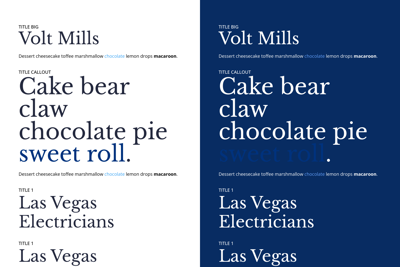 TITLE BIG
Volt Mills
Dessert cheesecake toffee marshmallow chocolate lemon drops macaroon.
TITLE CALLOUT
Cake bear
claw
chocolate pie
sweet roll.
Dessert cheesecake toffee marshmallow chocolate lemon drops macaroon.
TITLE 1
Las Vegas
Electricians
TITLE 1
Las Vegas
TITLE BIG
Volt Mills
Dessert cheesecake toffee marshmallow chocolate lemon drops macaroon.
TITLE CALLOUT
Cake bear
claw
chocolate pie
sweet roll.
Dessert cheesecake toffee marshmallow chocolate lemon drops macaroon.
TITLE 1
Las Vegas
Electricians
TITLE 1
Las Vegas